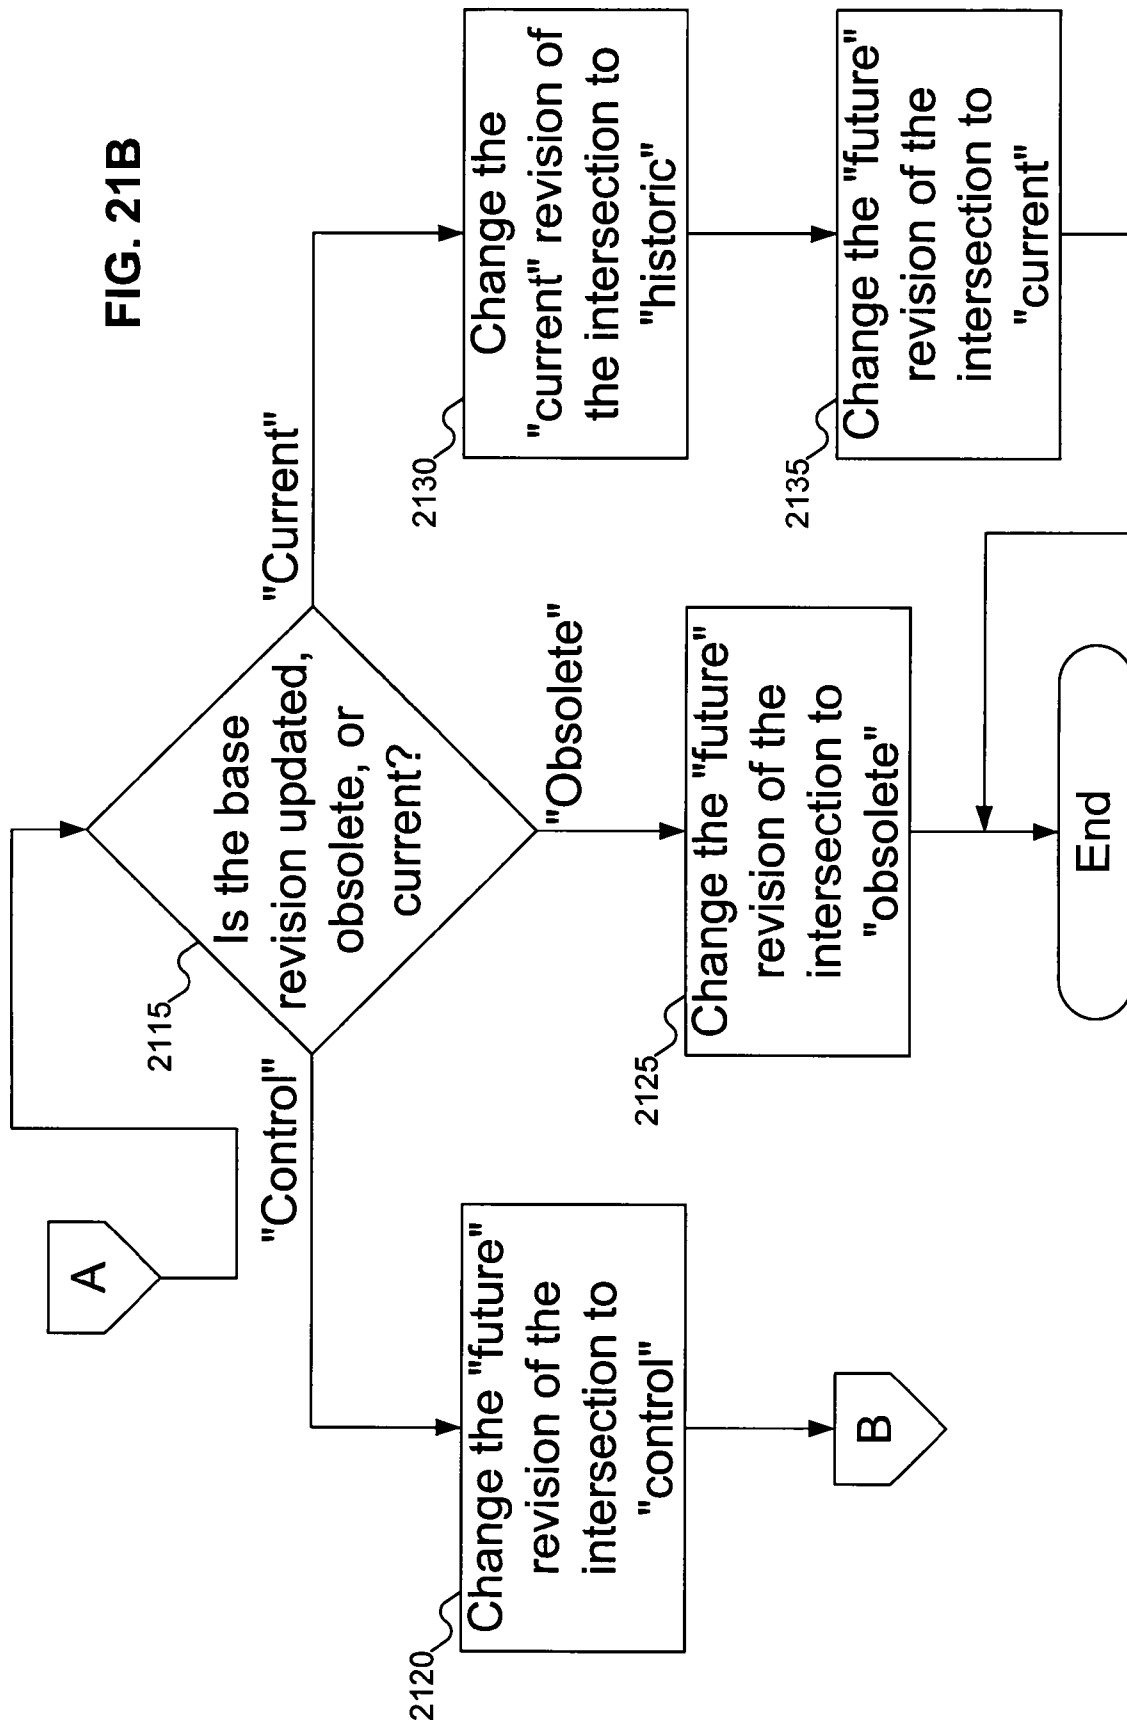 FIG. 21B
A
2115
Is the base
revision updated,
obsolete, or
current?
"Control"
"Obsolete"
"Current"
2120
Change the "future"
revision of the
intersection to
"control"
B
2125
Change the "future"
revision of the
intersection to
"obsolete"
2130
Change the
"current" revision of
the intersection to
"historic"
2135
Change the "future"
revision of the
intersection to
"current"
End